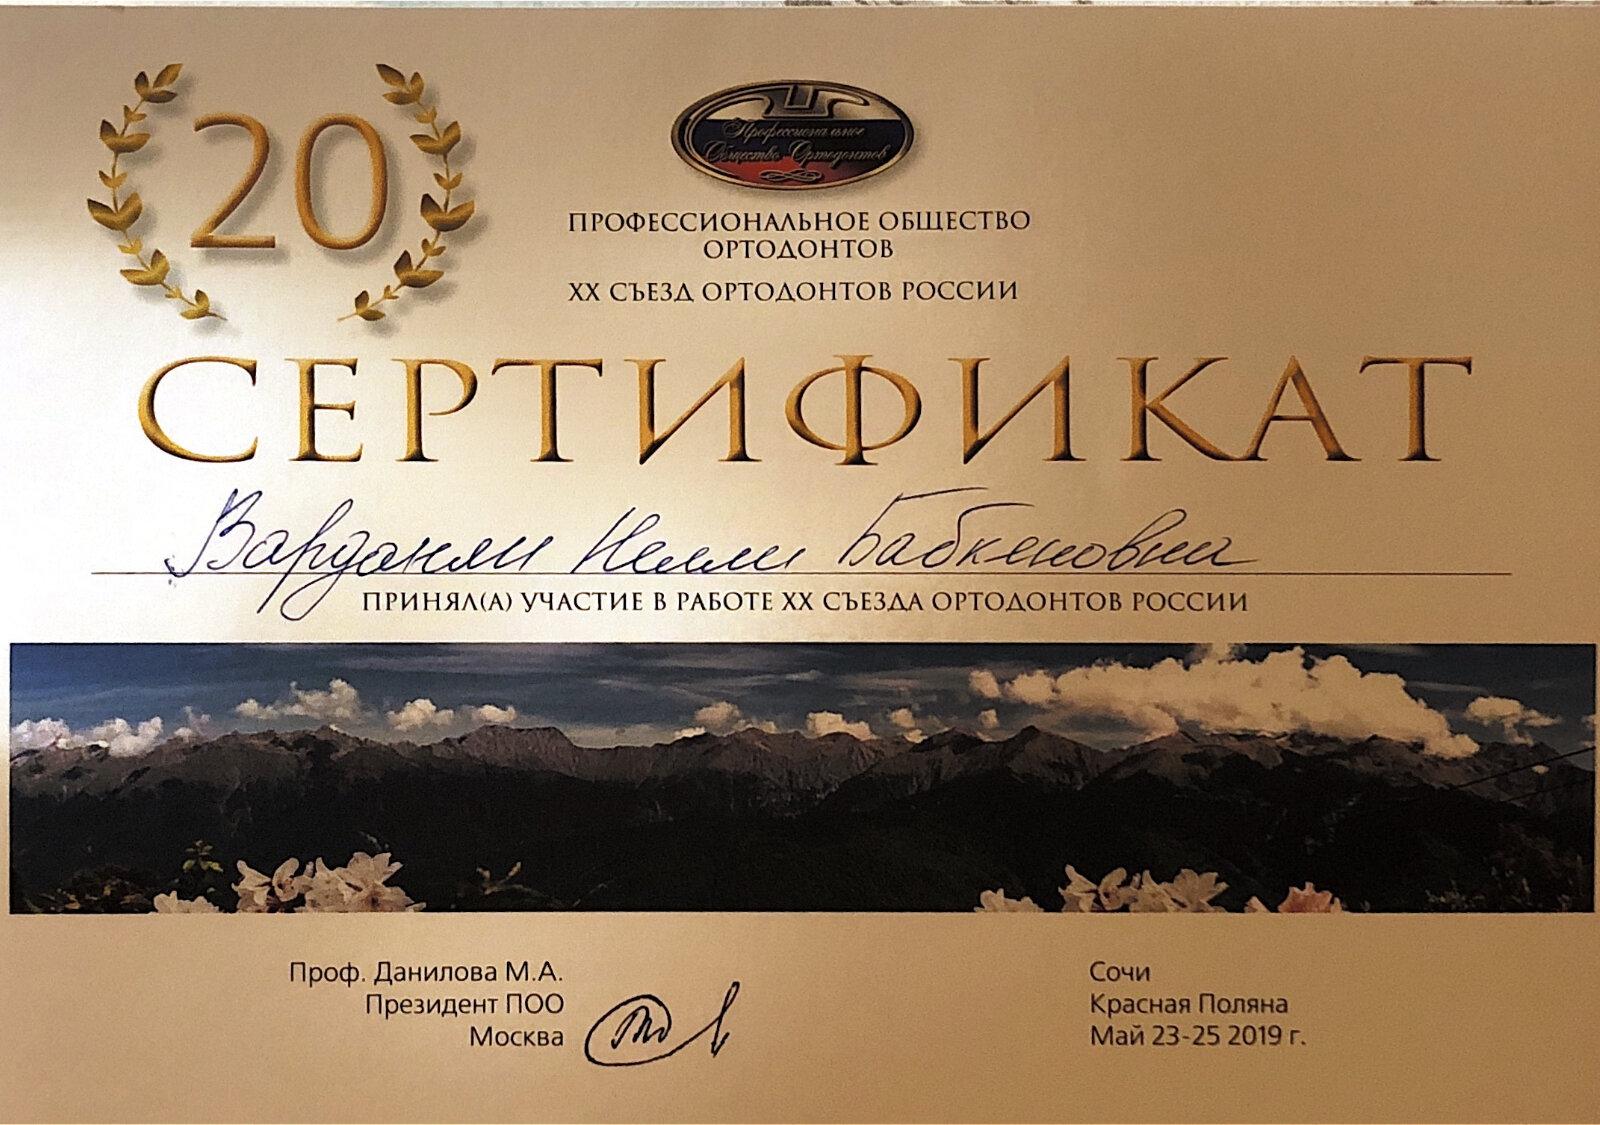 20
Профессиональное
Общество Ортодонтов
ПРОФЕССИОНАЛЬНОЕ ОБЩЕСТВО
ОРТОДОНТОВ
XX СЪЕЗД ОРТОДОНТОВ РОССИИ
СЕРТИФИКАТ
Варданян Нелли Бабкеновна
ПРИНЯЛ(А) УЧАСТИЕ В РАБОТЕ XX СЪЕЗДА ОРТОДОНТОВ РОССИИ
Проф. Данилова М.А.
Президент ПОО
Москва
Сочи
Красная Поляна
Май 23-25 2019 г.